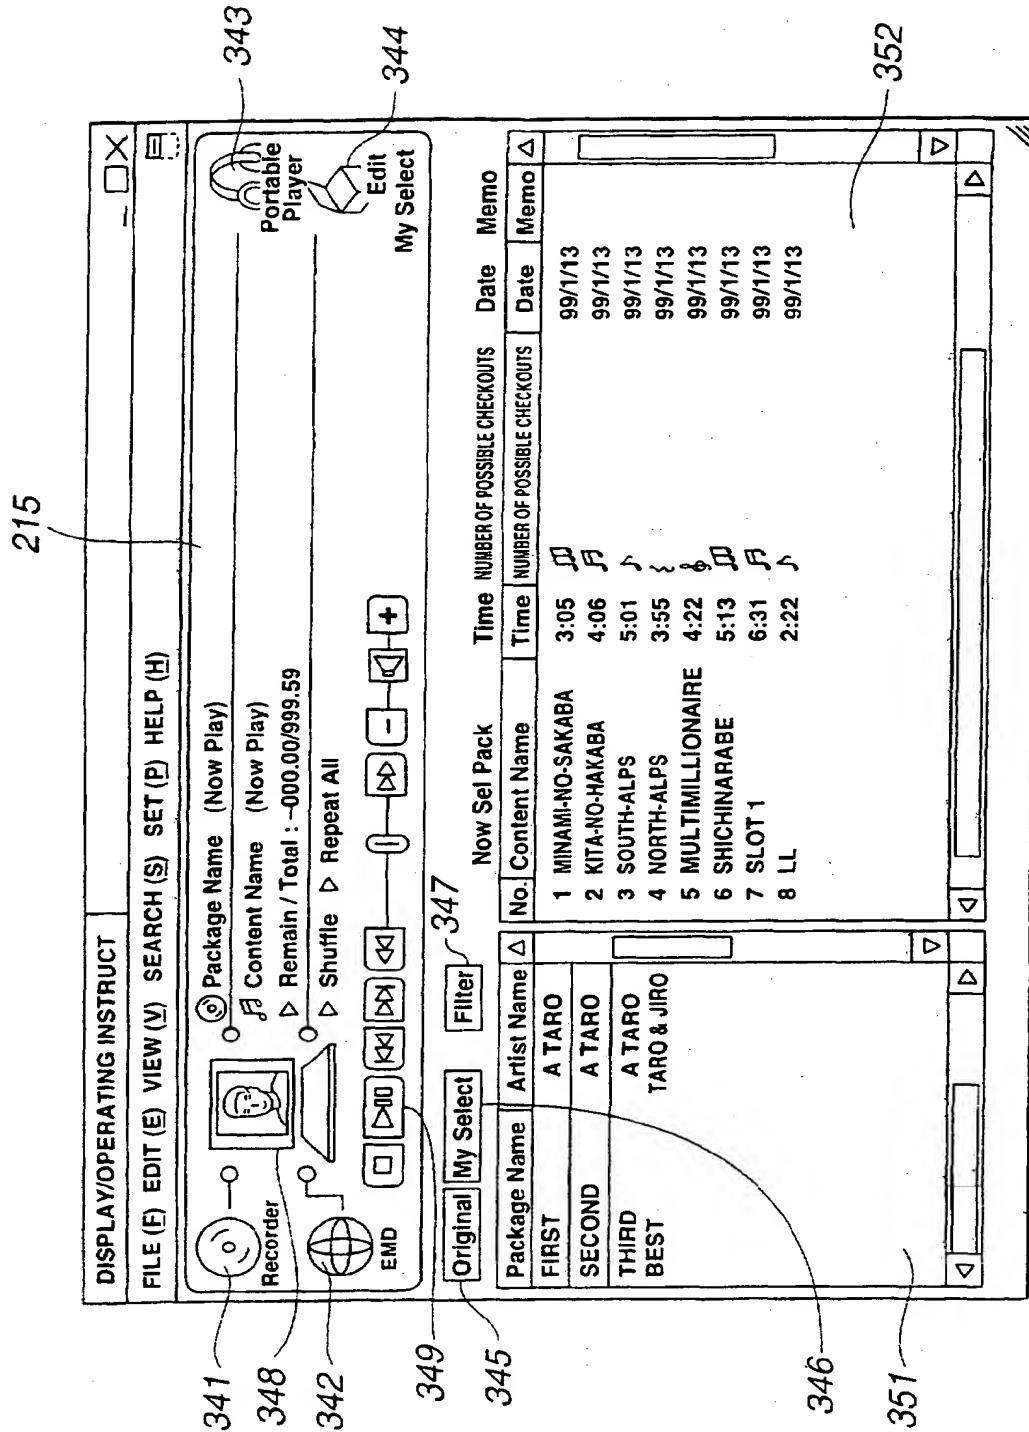 215
DISPLAY/OPERATING INSTRUCT
FILE (F) EDIT (E) VIEW (V) SEARCH (S) SET (P) HELP (H)
341
348
342
349
345
346
351
343
344
347
352
Recorder
EMD
Package Name (Now Play)
Content Name (Now Play)
Remain / Total : –000.00/999.59
Shuffle Repeat All
Portable
Player
Edit
My Select
Original My Select Filter
Now Sel Pack Time NUMBER OF POSSIBLE CHECKOUTS Date Memo
Package Name Artist Name
FIRST A TARO
SECOND A TARO
THIRD A TARO
BEST TARO & JIRO
No. Content Name Time NUMBER OF POSSIBLE CHECKOUTS Date Memo
1 MINAMI-NO-SAKABA 3:05 99/1/13
2 KITA-NO-HAKABA 4:06 99/1/13
3 SOUTH-ALPS 5:01 99/1/13
4 NORTH-ALPS 3:55 99/1/13
5 MULTIMILLIONAIRE 4:22 99/1/13
6 SHICHINARABE 5:13 99/1/13
7 SLOT 1 6:31 99/1/13
8 LL 2:22 99/1/13